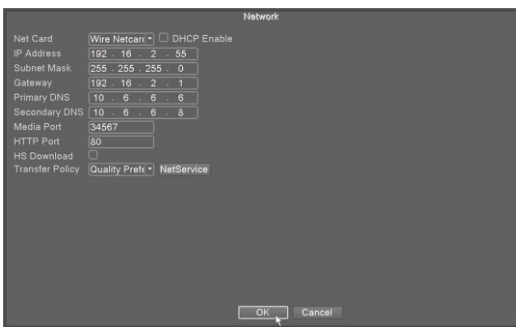 Network
Net Card Wire Netcard DHCP Enable
IP Address 192 . 16 . 2 . 55
Subnet Mask 255 . 255 . 255 . 0
Gateway 192 . 16 . 2 . 1
Primary DNS 10 . 6 . 6 . 6
Secondary DNS 10 . 6 . 6 . 8
Media Port 34567
HTTP Port 80
HS Download
Transfer Policy Quality Prefe NetService
OK Cancel